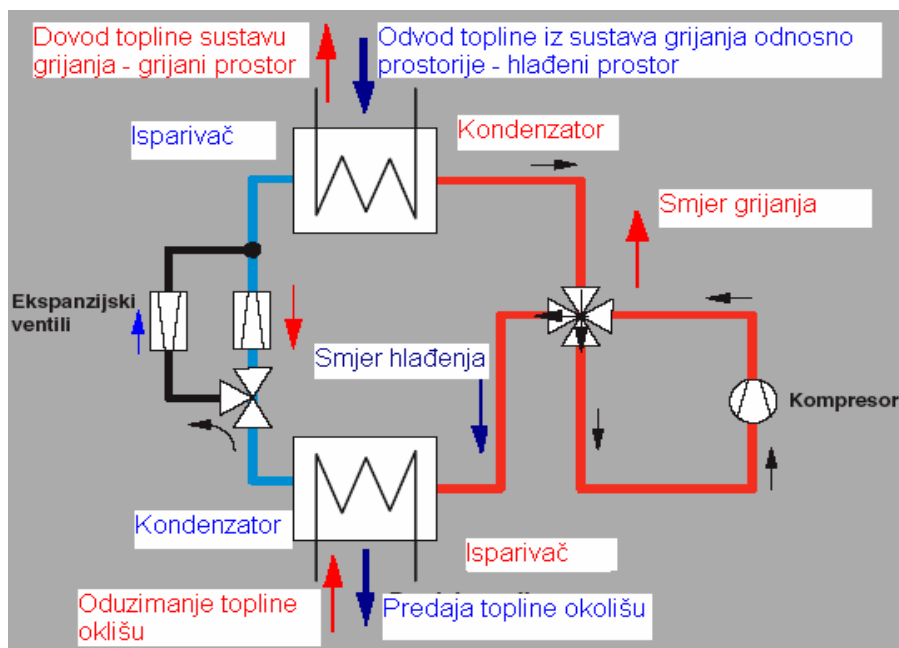 Dovod topline sustavu
grijanja - grijani prostor
Odvod topline iz sustava grijanja odnosno
prostorije - hlađeni prostor
Isparivač
Kondenzator
Smjer grijanja
Ekspanzijski
ventili
Smjer hlađenja
Kompresor
Kondenzator
Isparivač
Oduzimanje topline
oklišu
Predaja topline okolišu